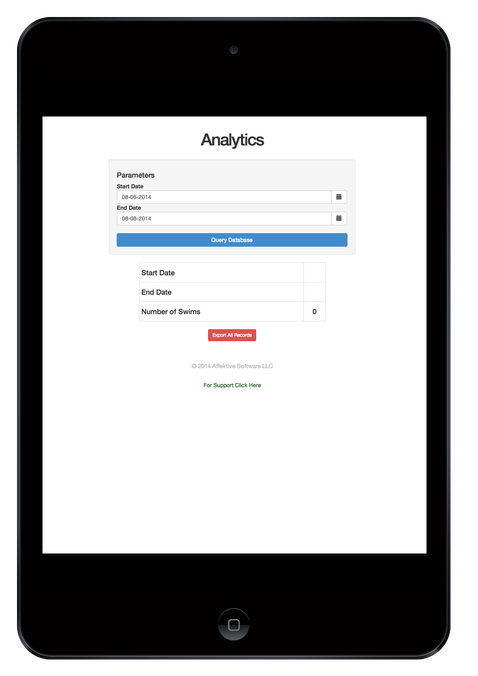 Analytics
Parameters
Start Date
08-06-2014
End Date
08-06-2014
Query Database
Start Date
End Date
Number of Swims 0
Export All Records
© 2014 Affektiva Software LLC
For Support Click Here